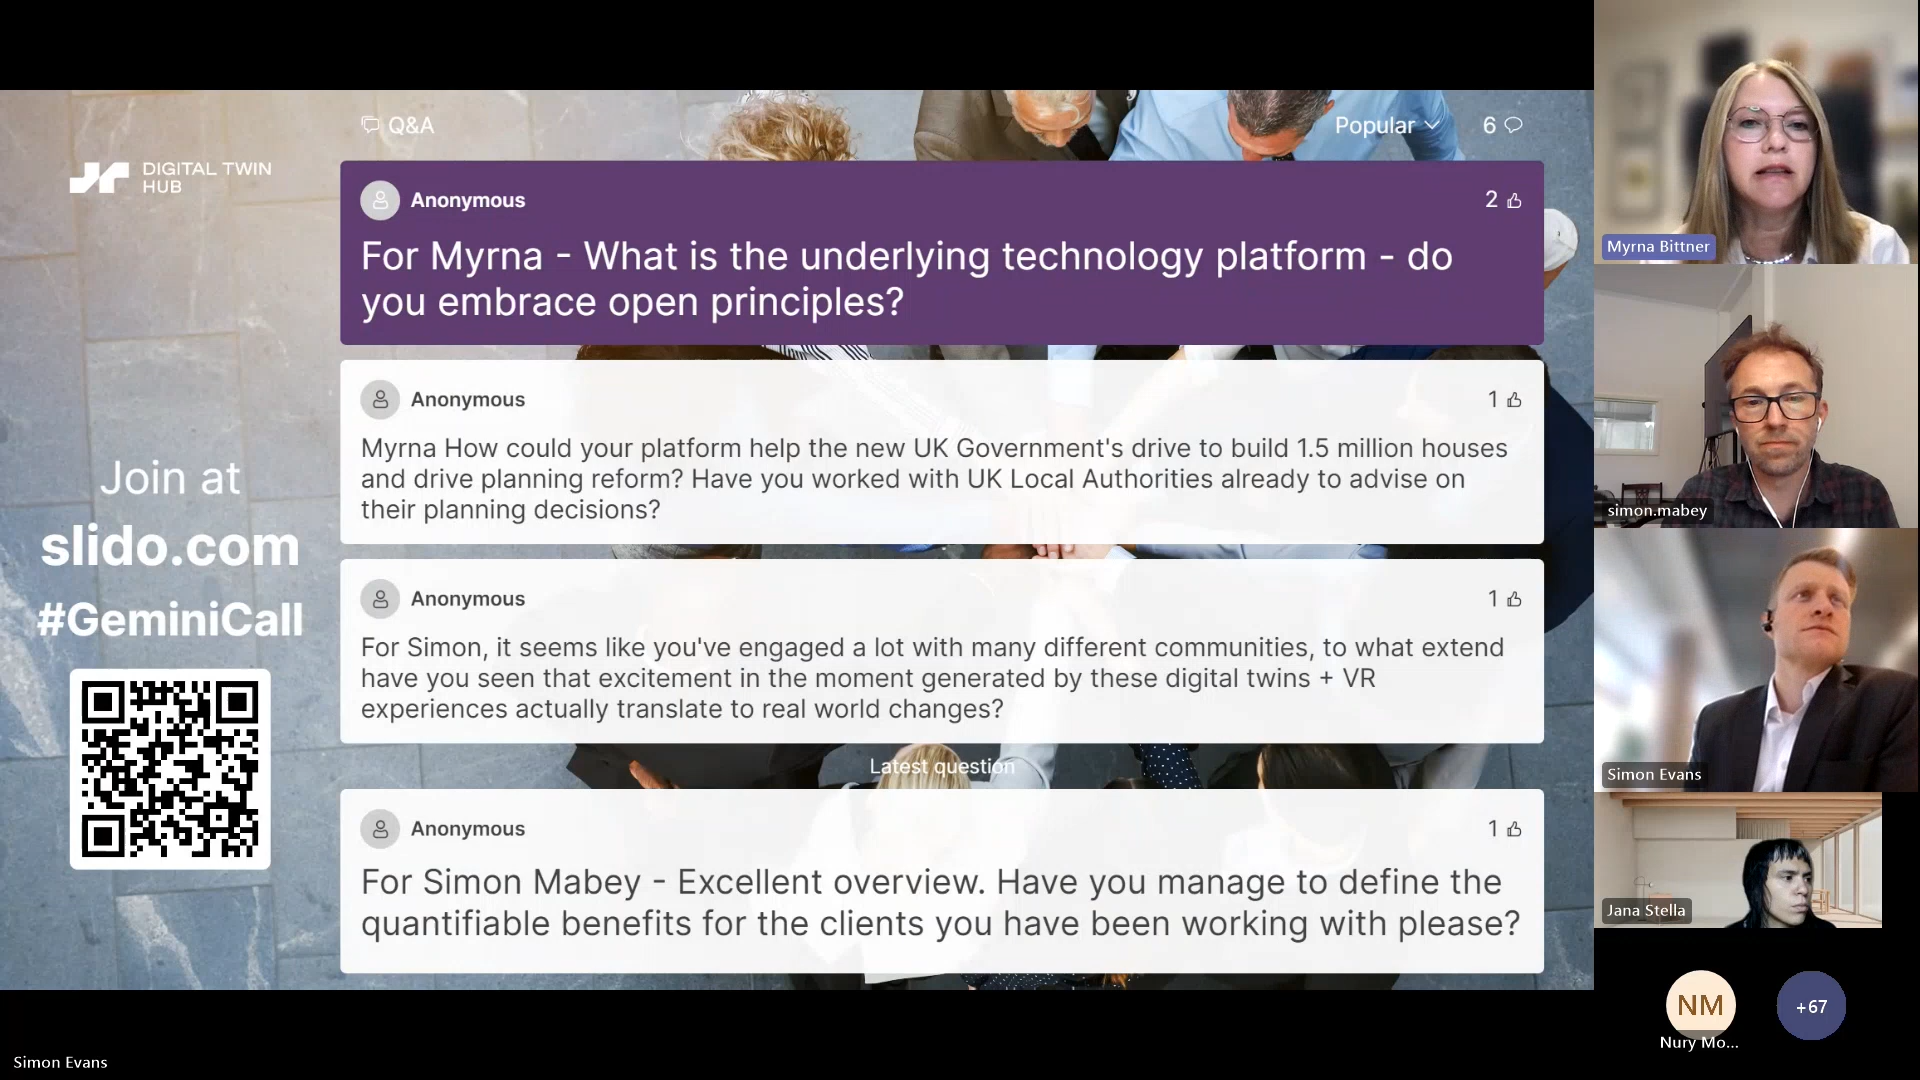 Q&A
Popular
6
DIGITAL TWIN
HUB
Anonymous
2
For Myrna - What is the underlying technology platform - do
you embrace open principles?
Anonymous
1
Myrna How could your platform help the new UK Government's drive to build 1.5 million houses
and drive planning reform? Have you worked with UK Local Authorities already to advise on
their planning decisions?
Join at
slido.com
#GeminiCall
Anonymous
1
For Simon, it seems like you've engaged a lot with many different communities, to what extend
have you seen that excitement in the moment generated by these digital twins + VR
experiences actually translate to real world changes?
Latest question
Anonymous
1
For Simon Mabey - Excellent overview. Have you manage to define the
quantifiable benefits for the clients you have been working with please?
Myrna Bittner
simon.mabey
Simon Evans
Jana Stella
NM
Nury Mo...
+67
Simon Evans